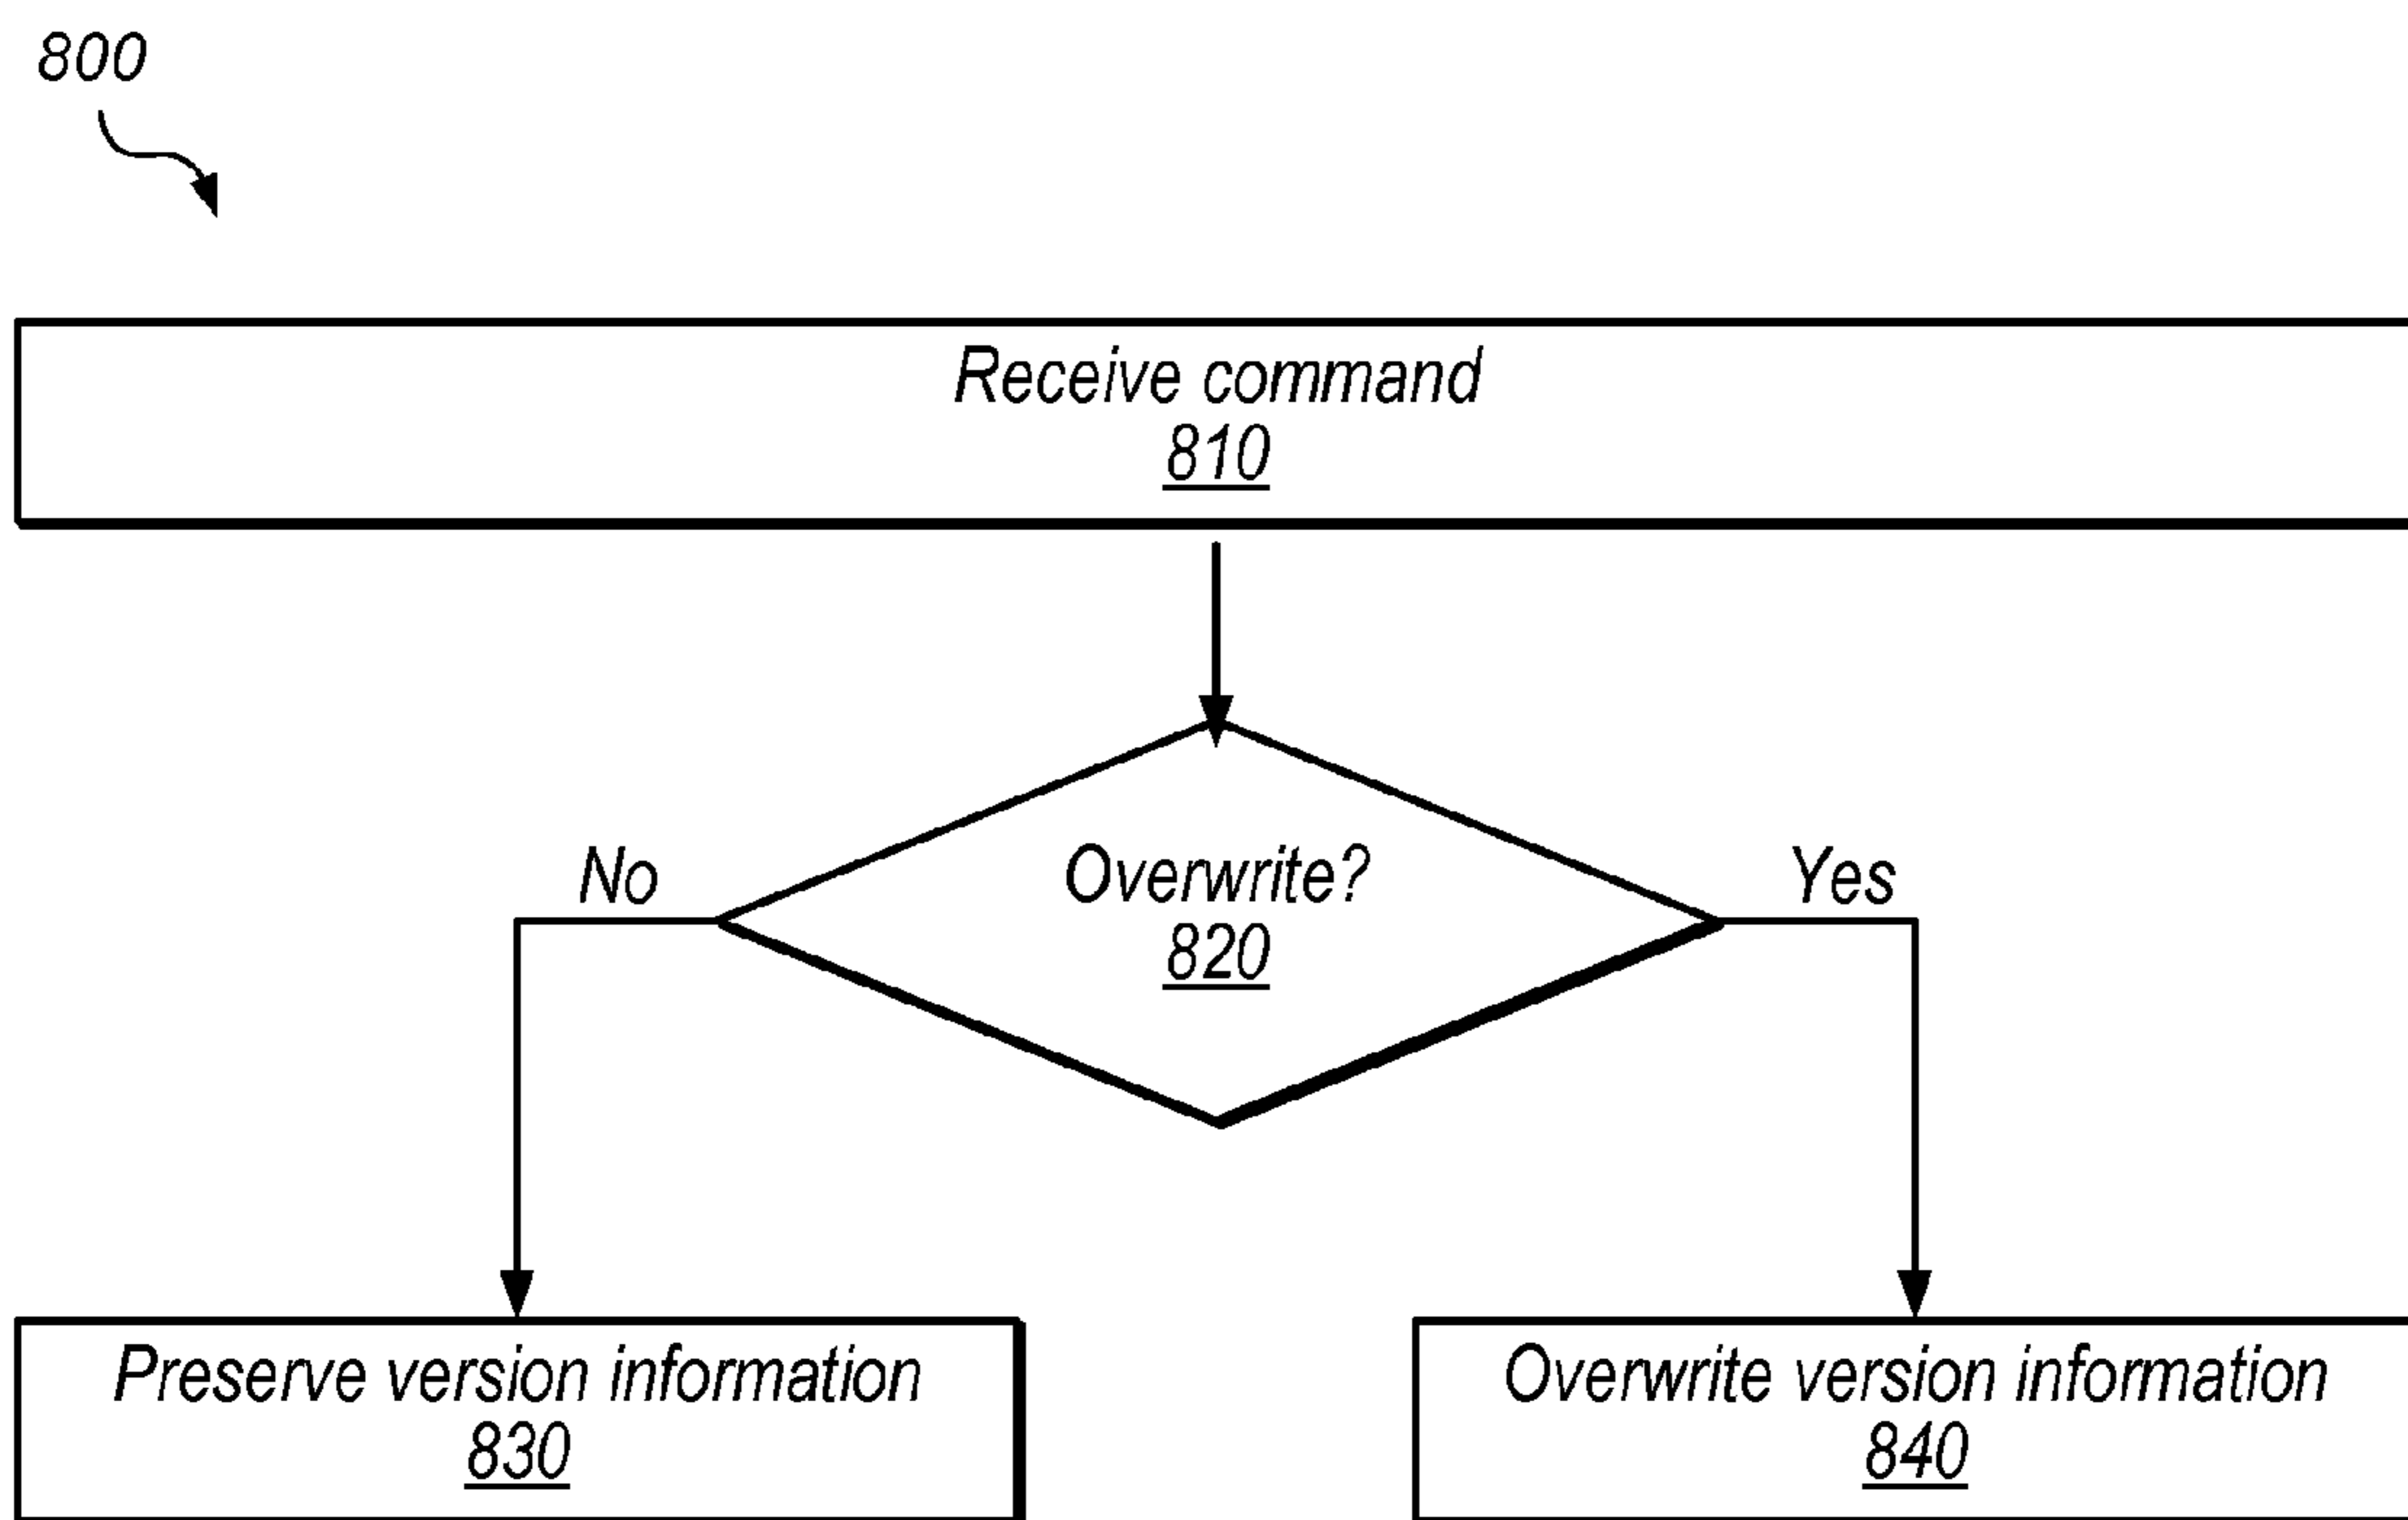 800
Receive command
810
Overwrite?
820
No
Yes
Preserve version information
830
Overwrite version information
840